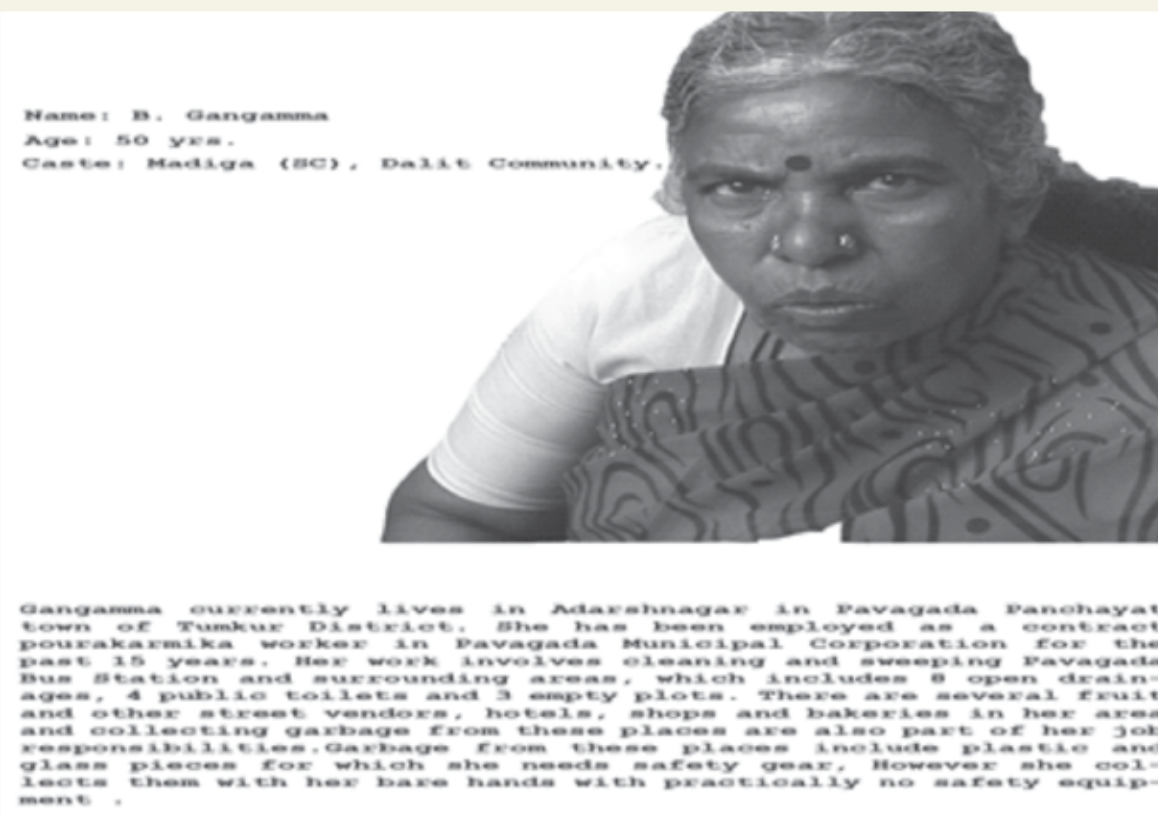 Name: B. Gangamma
Age: 50 yrs.
Caste: Madiga (SC), Dalit Community.
Gangamma currently lives in Adarshnagar in Pavagada Panchayat
town of Tumkur District. She has been employed as a contract
pourakarmika worker in Pavagada Municipal Corporation for the
past 15 years. Her work involves cleaning and sweeping Pavagada
Bus Station and surrounding areas, which includes 8 open drain-
ages, 4 public toilets and 3 empty plots. There are several fruit
and other street vendors, hotels, shops and bakeries in her area
and collecting garbage from these places are also part of her job
responsibilities.Garbage from these places include plastic and
glass pieces for which she needs safety gear, However she col-
lects them with her bare hands with practically no safety equip-
ment .